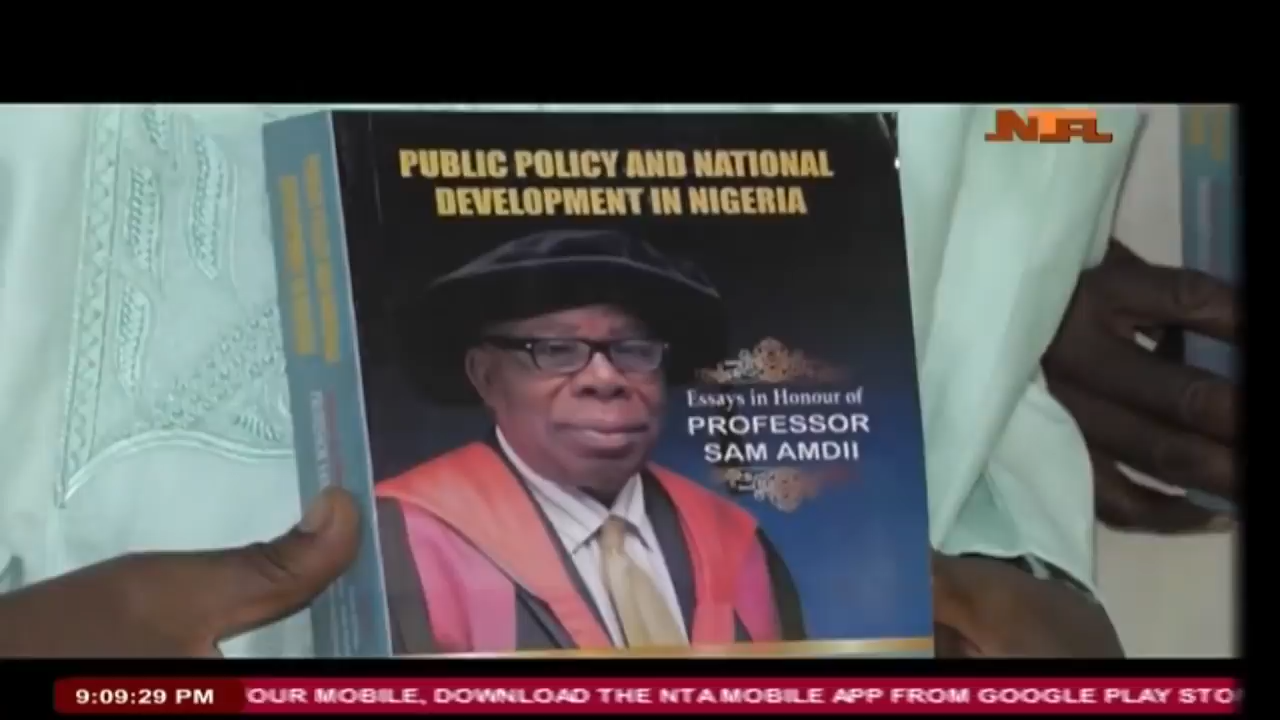 NTA
PUBLIC POLICY AND NATIONAL
DEVELOPMENT IN NIGERIA
Essays in Honour of
PROFESSOR
SAM AMDII
9:09:29 PM
OUR MOBILE, DOWNLOAD THE NTA MOBILE APP FROM GOOGLE PLAY STO